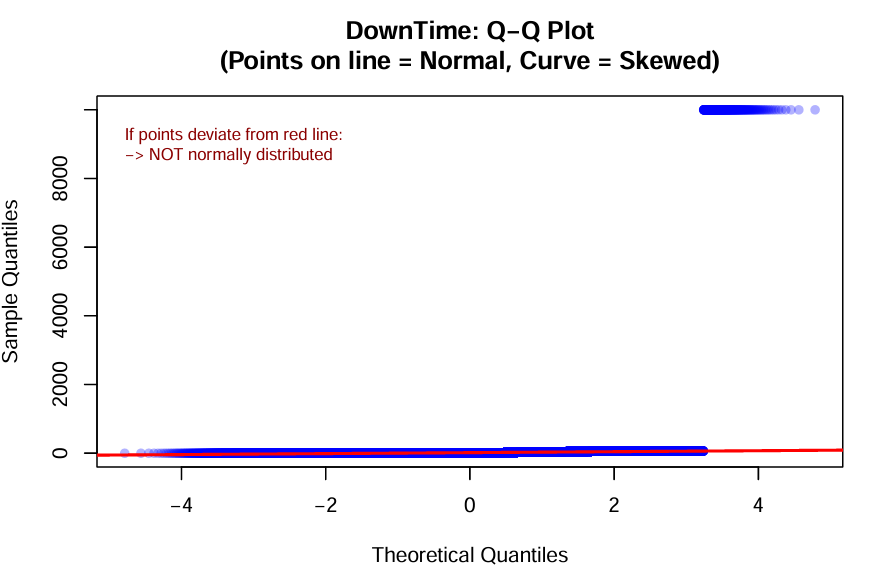 DownTime: Q−Q Plot
(Points on line = Normal, Curve = Skewed)
If points deviate from red line:
−> NOT normally distributed
Sample Quantiles
8000
6000
4000
2000
0
−4
−2
0
2
4
Theoretical Quantiles